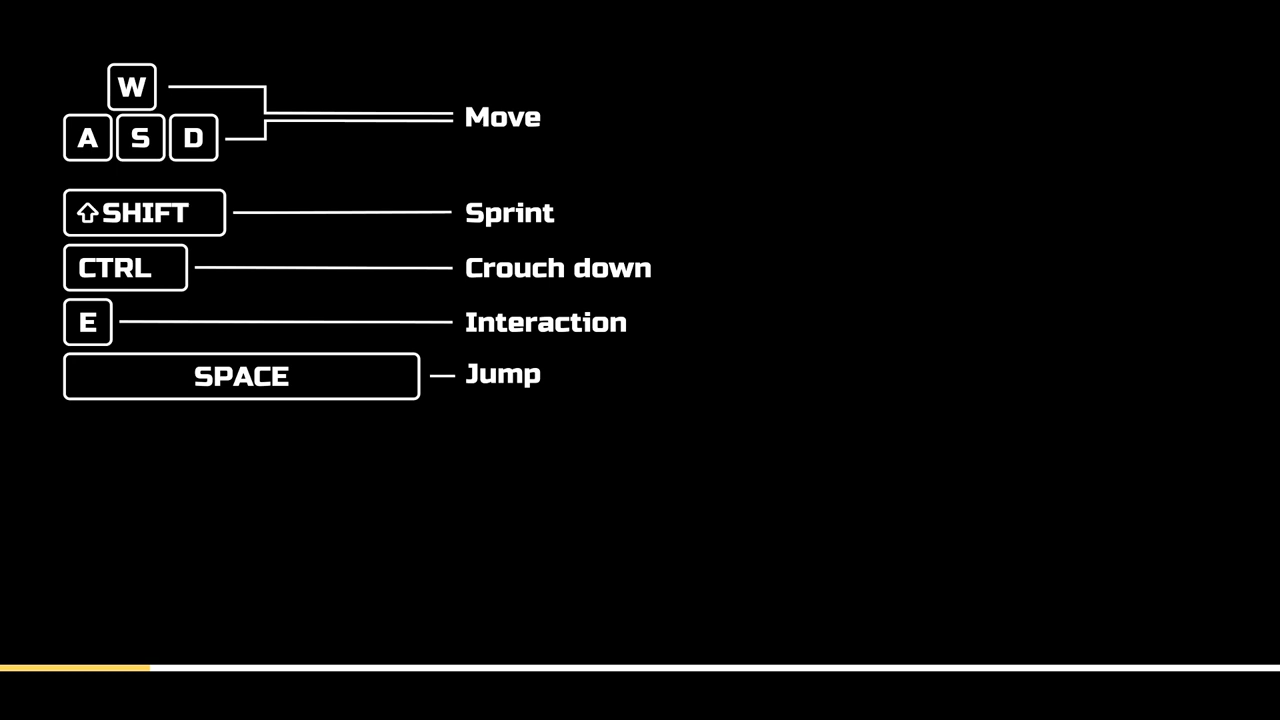 W
A S D Move
SHIFT Sprint
CTRL Crouch down
E Interaction
SPACE Jump